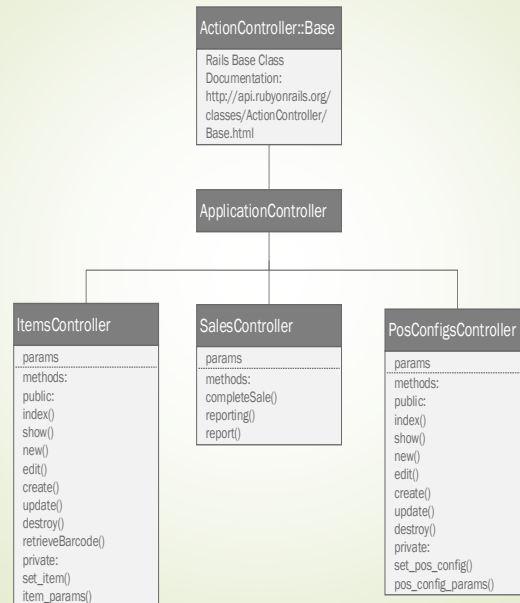 ActionController::Base
Rails Base Class
Documentation:
http://api.rubyonrails.org/
classes/ActionController/
Base.html
ApplicationController
ItemsController
params
methods:
public:
index()
show()
new()
edit()
create()
update()
destroy()
retrieveBarcode()
private:
set_item()
item_params()
SalesController
params
methods:
completeSale()
reporting()
report()
PosConfigsController
params
methods:
public:
index()
show()
new()
edit()
create()
update()
destroy()
private:
set_pos_config()
pos_config_params()